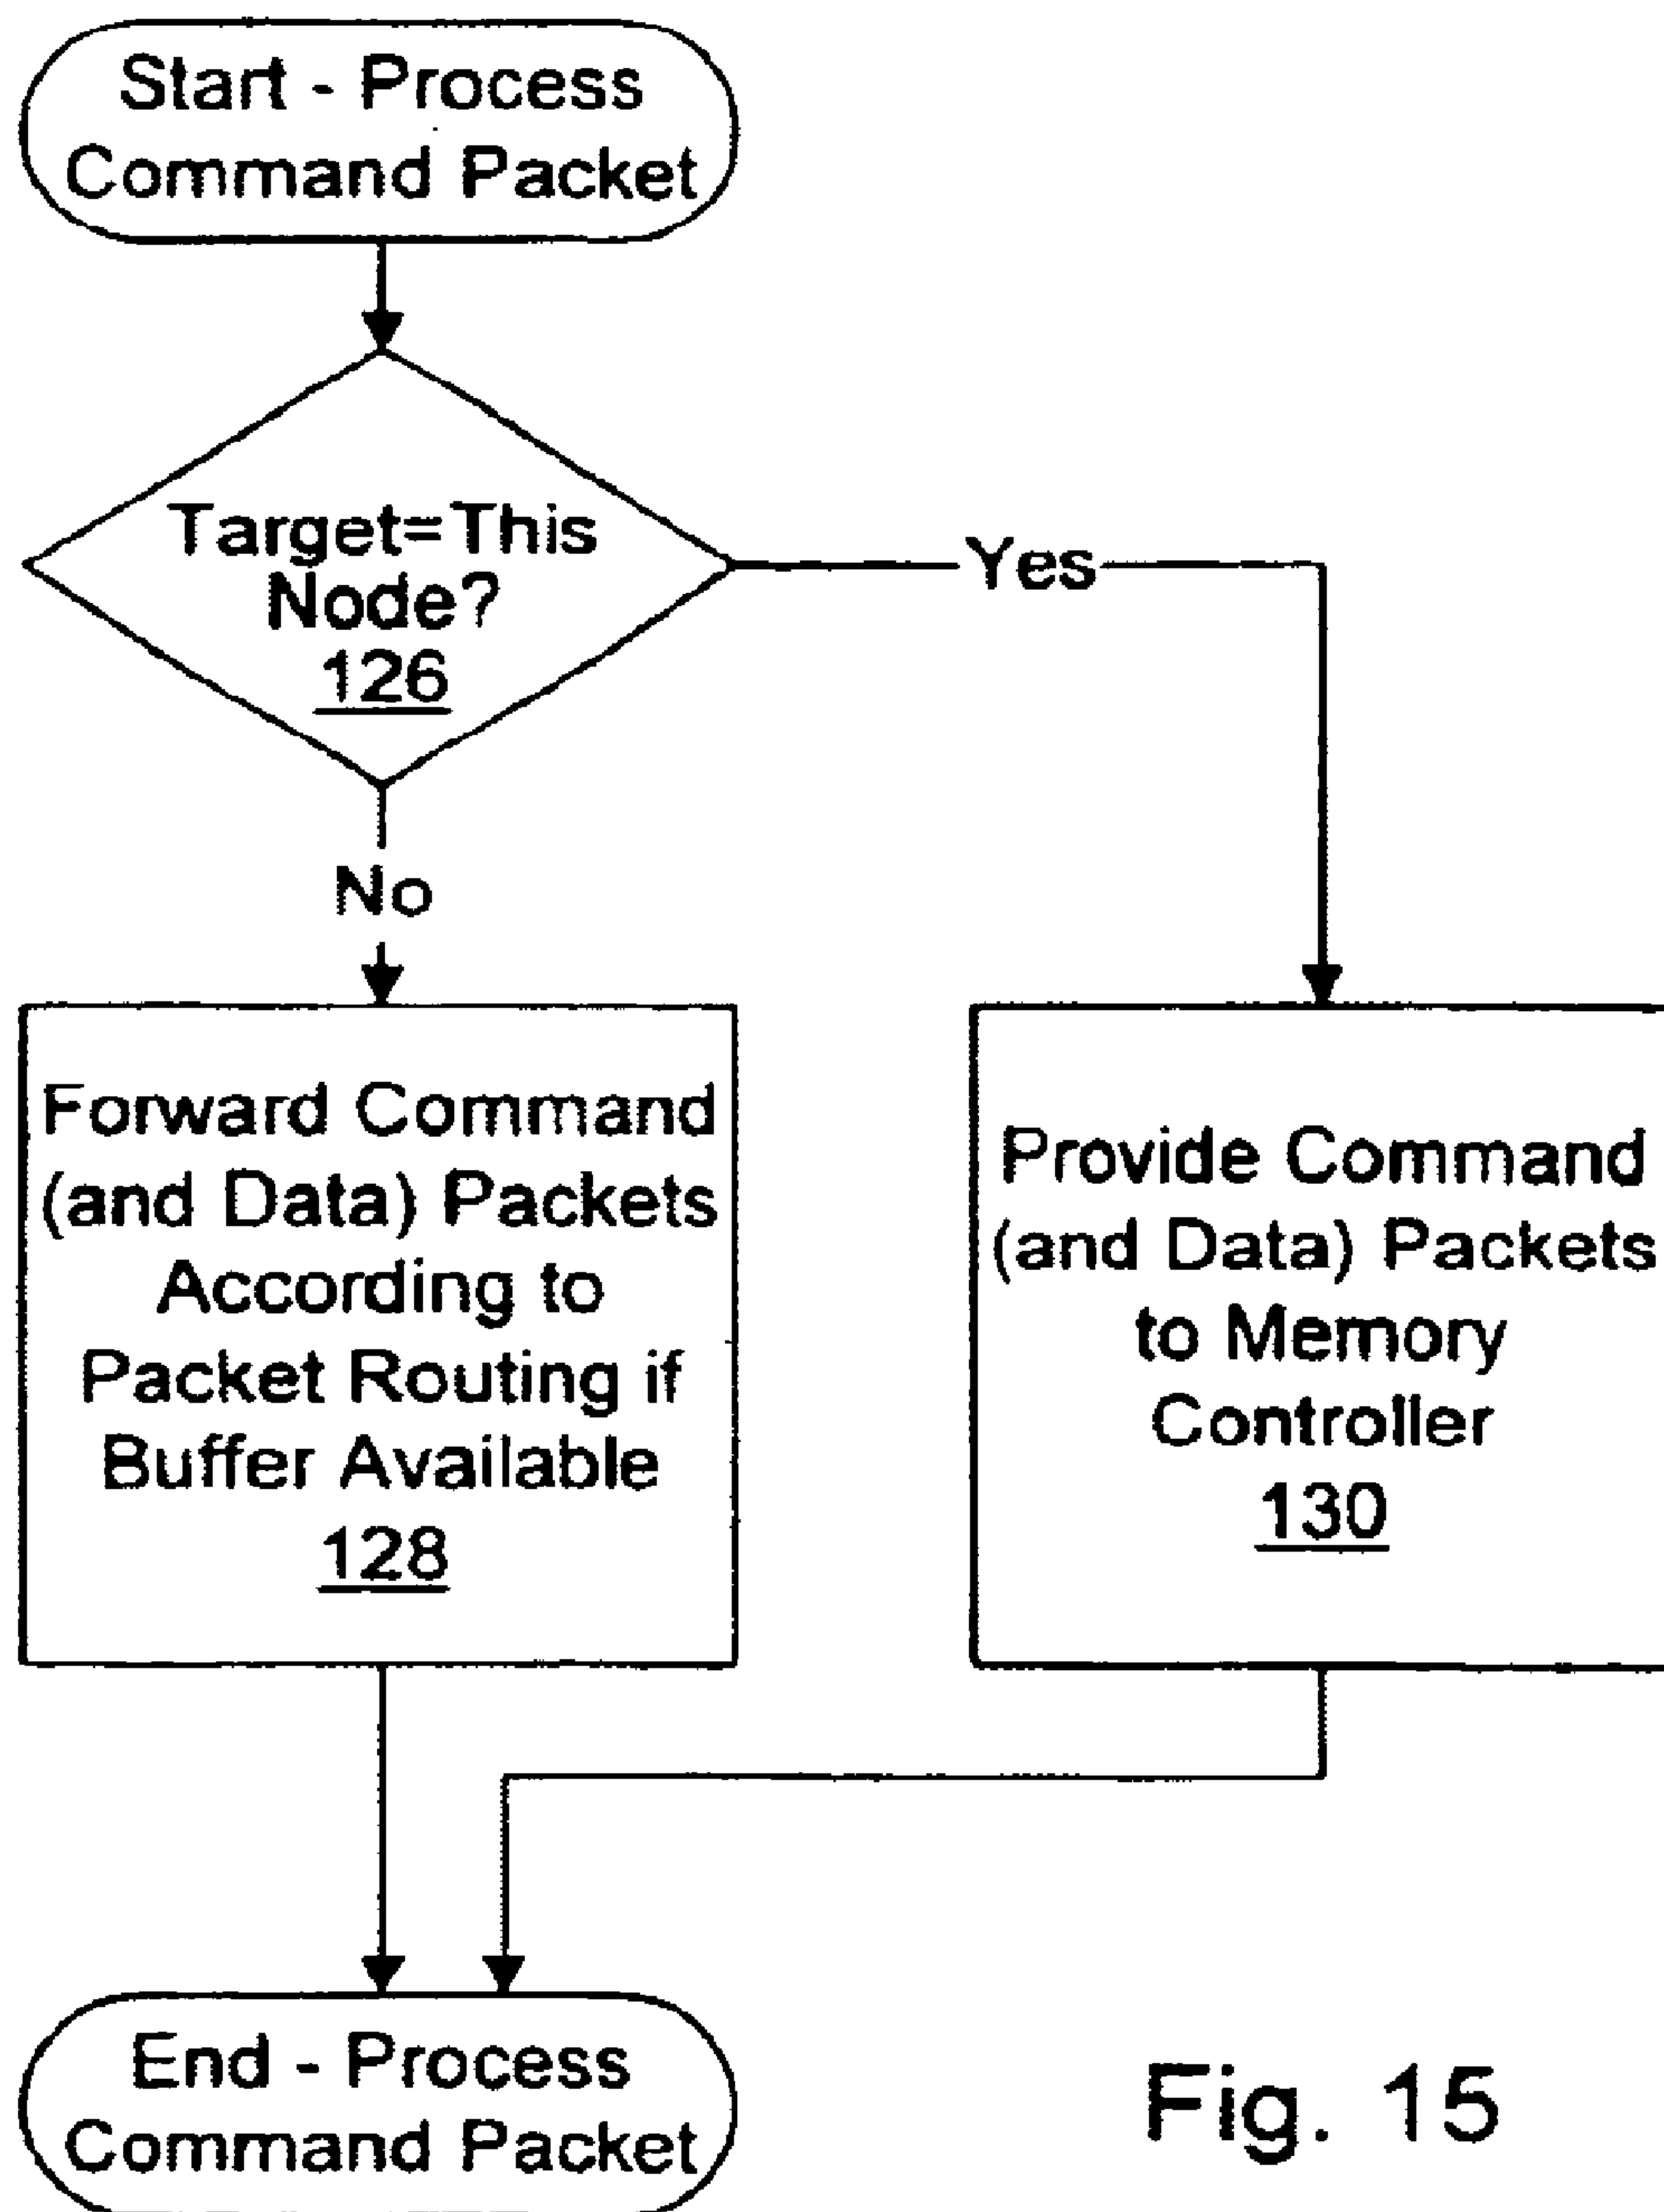 Start - Process
Command Packet
Target=This
Node?
126
Yes
No
Forward Command
(and Data) Packets
According to
Packet Routing if
Buffer Available
128
Provide Command
(and Data) Packets
to Memory
Controller
130
End - Process
Command Packet
Fig. 15